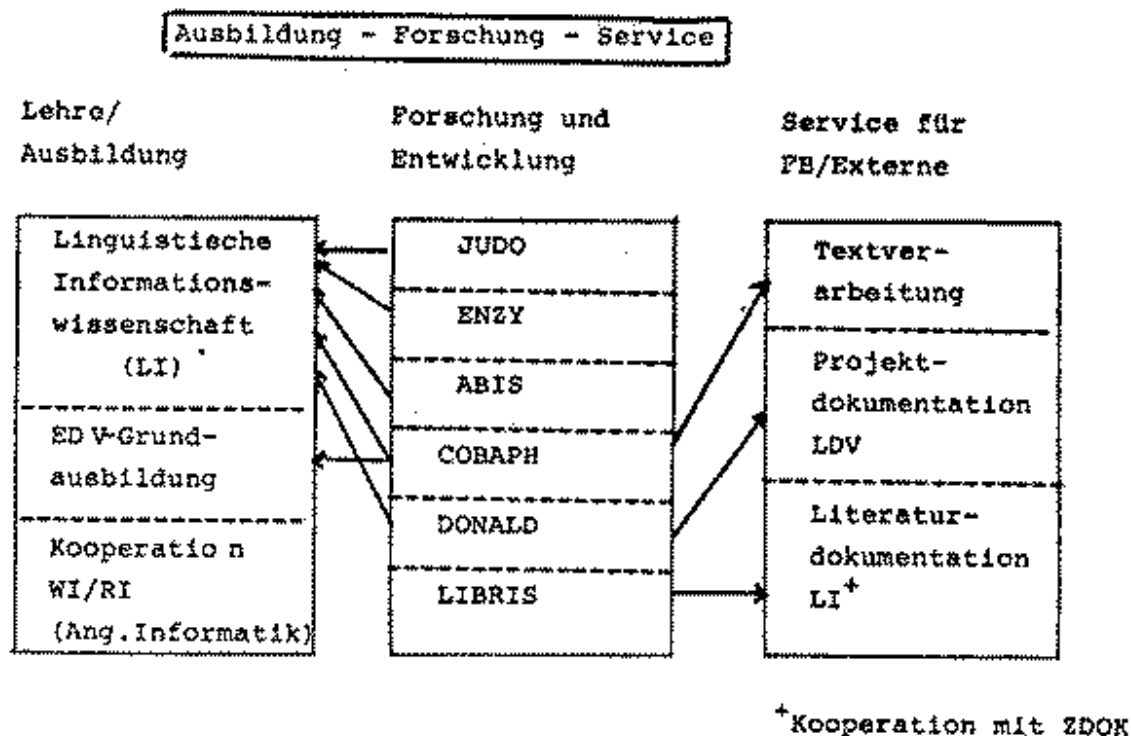 Ausbildung - Forschung - Service
Lehre/
Ausbildung
Forschung und
Entwicklung
Service für
FB/Externe
Linguistische
Informations-
wissenschaft
(LI)
EDV-Grund-
ausbildung
Kooperation
WI/RI
(Ang.Informatik)
JUDO
ENZY
ABIS
COBAPH
DONALD
LIBRIS
Textver-
arbeitung
Projekt-
dokumentation
LDV
Literatur-
dokumentation
LI+
+Kooperation mit ZDOK